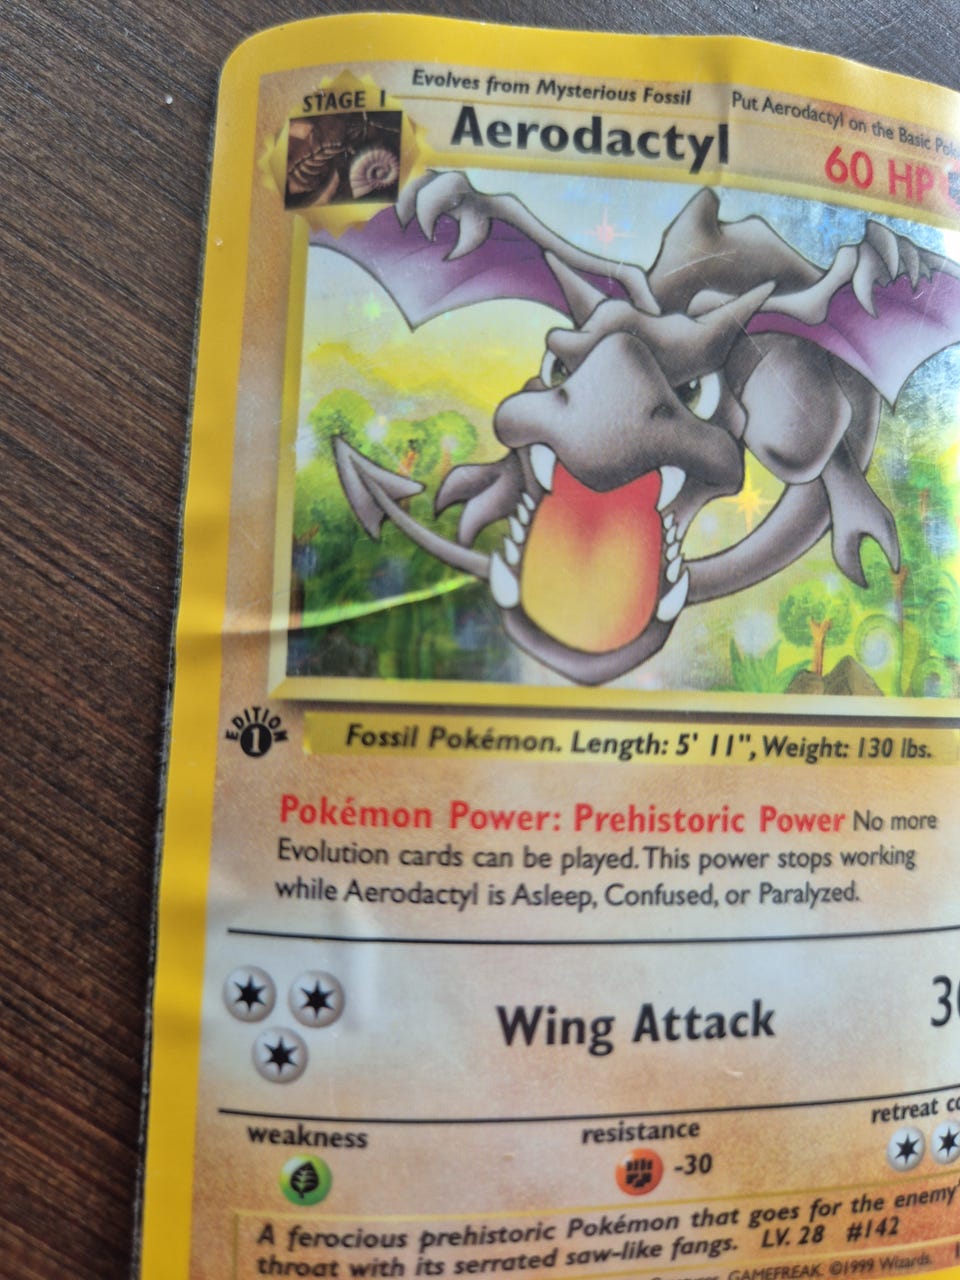 Evolves from Mysterious Fossil
Put Aerodactyl on the Basic
STAGE 1
Aerodactyl
60 HP
EDITION
1
Fossil Pokémon. Length: 5' 11", Weight: 130 lbs.
Pokémon Power: Prehistoric Power No more
Evolution cards can be played. This power stops working
while Aerodactyl is Asleep, Confused, or Paralyzed.
Wing Attack
weakness
resistance
retreat
-30
A ferocious prehistoric Pokémon that goes for the enemy's
throat with its serrated saw-like fangs. LV. 28 #142
GAMEFREAK. ©1999 Wizards.